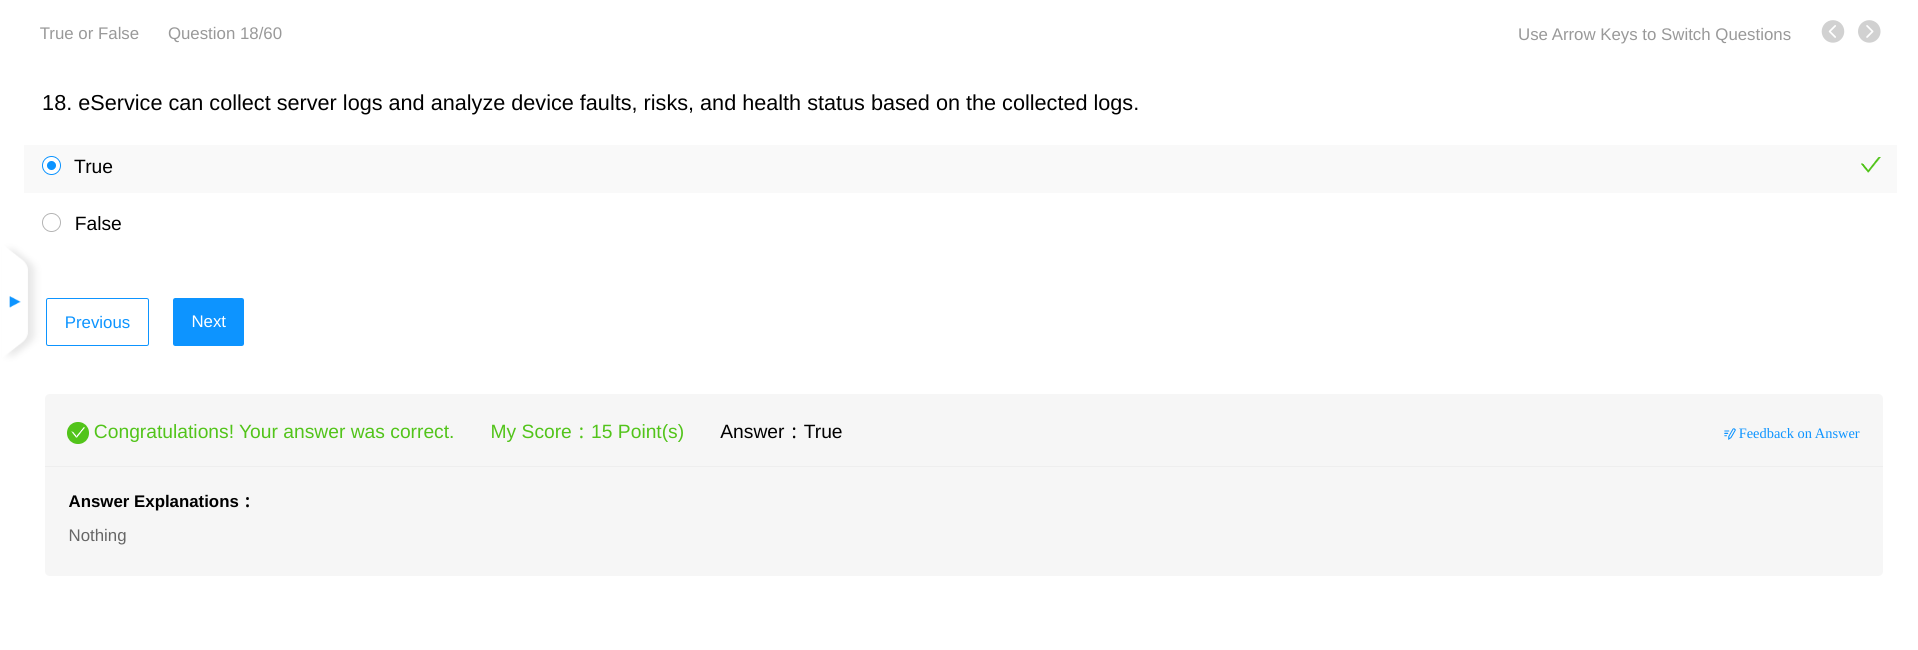 True or False Question 18/60 Use Arrow Keys to Switch Questions
18. eService can collect server logs and analyze device faults, risks, and health status based on the collected logs.
True
False
Previous Next
Congratulations! Your answer was correct. My Score：15 Point(s) Answer：True Feedback on Answer
Answer Explanations：
Nothing